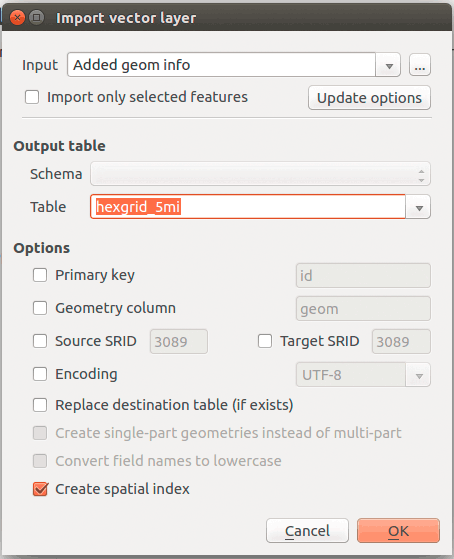 Import vector layer
Input Added geom info ...
Import only selected features Update options
Output table
Schema
Table hexgrid_5mi
Options
Primary key id
Geometry column geom
Source SRID 3089 Target SRID 3089
Encoding UTF-8
Replace destination table (if exists)
Create single-part geometries instead of multi-part
Convert field names to lowercase
Create spatial index
Cancel OK